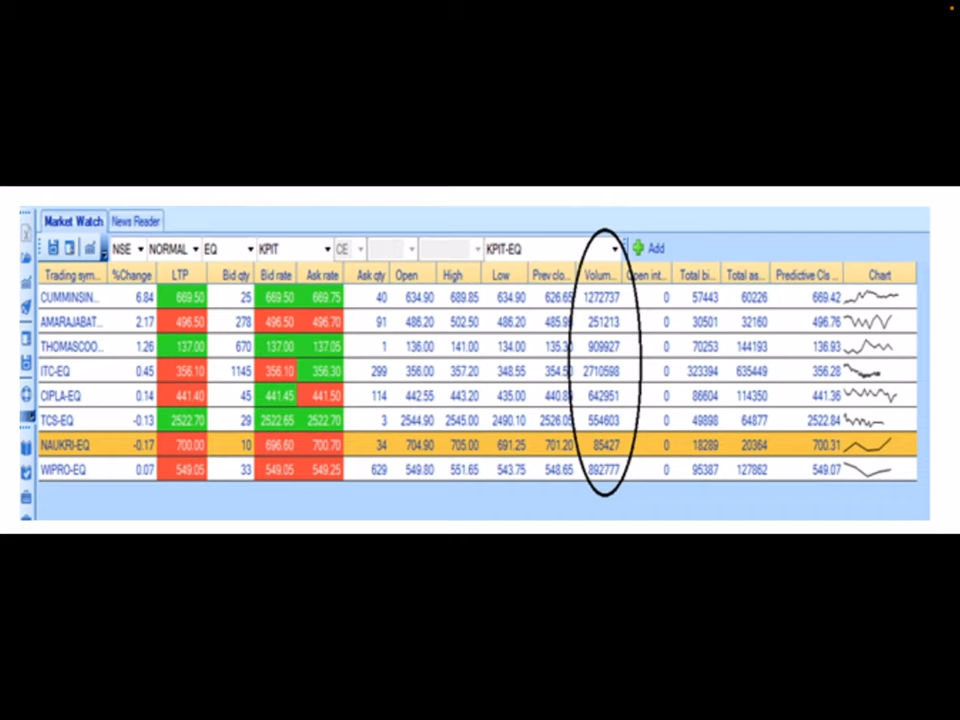 Market Watch News Reader
NSE NORMAL EQ KPIT CE KPIT-EQ Add
Trading sym... %Change LTP Bid qty Bid rate Ask rate Ask qty Open High Low Prev clo... Volum... Open int... Total bi... Total as... Predictive Cls ... Chart
CUMMINSIN... 6.84 669.50 25 669.50 669.75 40 634.90 689.85 634.90 626.65 1272737 0 57443 60226 669.42
AMARAJABAT... 2.17 496.50 278 496.50 496.70 91 486.20 502.50 486.20 485.95 251213 0 30501 32160 496.76
THOMASCOO... 1.26 137.00 670 137.00 137.05 1 136.00 141.00 134.00 135.30 909927 0 70253 144193 136.93
ITC-EQ 0.45 356.10 1145 356.10 356.30 299 356.00 357.20 348.55 354.50 2710598 0 323394 635449 356.28
CIPLA-EQ 0.14 441.40 45 441.45 441.50 114 442.55 443.20 435.00 440.80 642951 0 86604 114350 441.36
TCS-EQ -0.13 2522.70 29 2522.65 2522.70 3 2544.90 2545.00 2490.10 2526.05 554603 0 49898 64877 2522.84
NAUKRI-EQ -0.17 700.00 10 696.60 700.70 34 704.90 705.00 691.25 701.20 85427 0 18289 20364 700.31
WIPRO-EQ 0.07 549.05 33 549.05 549.25 629 549.80 551.65 543.75 548.65 892777 0 95387 127862 549.07